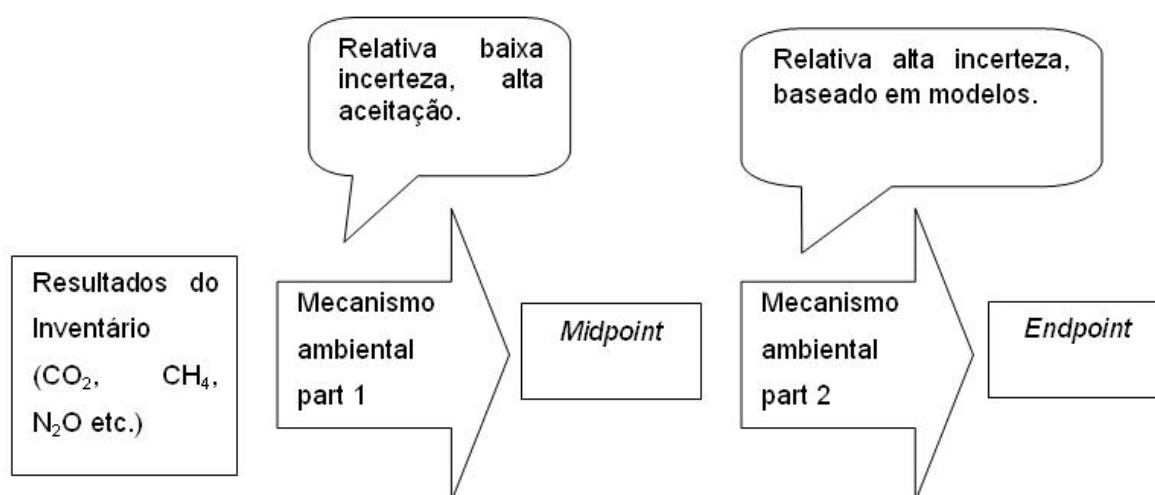 Relativa baixa
incerteza, alta
aceitação.
Relativa alta incerteza,
baseado em modelos.
Resultados do
Inventário
(CO₂, CH₄,
N₂O etc.)
Mecanismo
ambiental
part 1
Midpoint
Mecanismo
ambiental
part 2
Endpoint